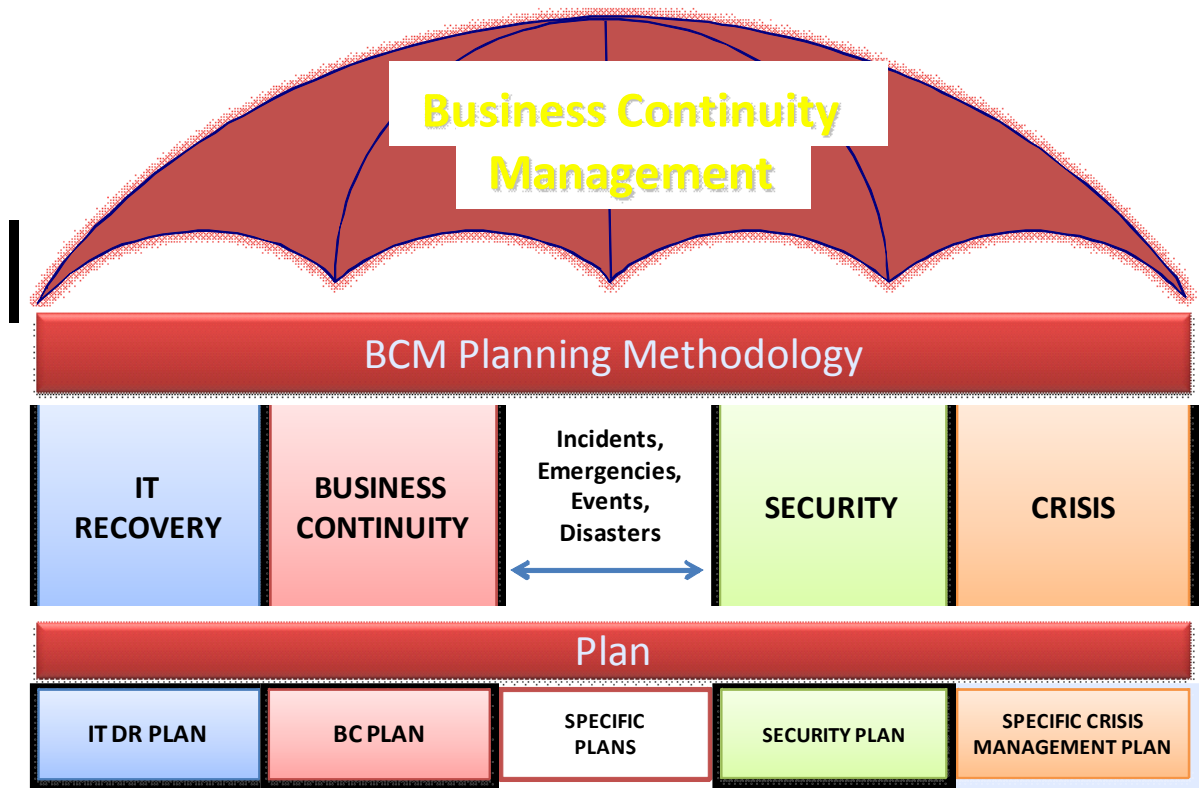 Business Continuity
Management
BCM Planning Methodology
IT
RECOVERY
BUSINESS
CONTINUITY
Incidents,
Emergencies,
Events,
Disasters
SECURITY
CRISIS
Plan
IT DR PLAN
BC PLAN
SPECIFIC
PLANS
SECURITY PLAN
SPECIFIC CRISIS
MANAGEMENT PLAN